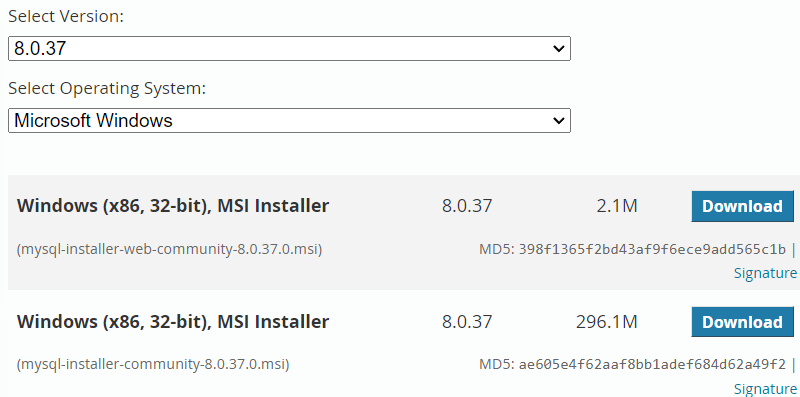 Select Version:
8.0.37
Select Operating System:
Microsoft Windows
Windows (x86, 32-bit), MSI Installer 8.0.37 2.1M Download
(mysql-installer-web-community-8.0.37.0.msi) MD5: 398f1365f2bd43af9f6ece9add565c1b |
Signature
Windows (x86, 32-bit), MSI Installer 8.0.37 296.1M Download
(mysql-installer-community-8.0.37.0.msi) MD5: ae605e4f62aaf8bb1adef684d62a49f2 |
Signature